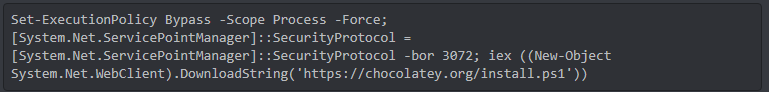 Set-ExecutionPolicy Bypass -Scope Process -Force;
[System.Net.ServicePointManager]::SecurityProtocol =
[System.Net.ServicePointManager]::SecurityProtocol -bor 3072; iex ((New-Object
System.Net.WebClient).DownloadString('https://chocolatey.org/install.ps1'))